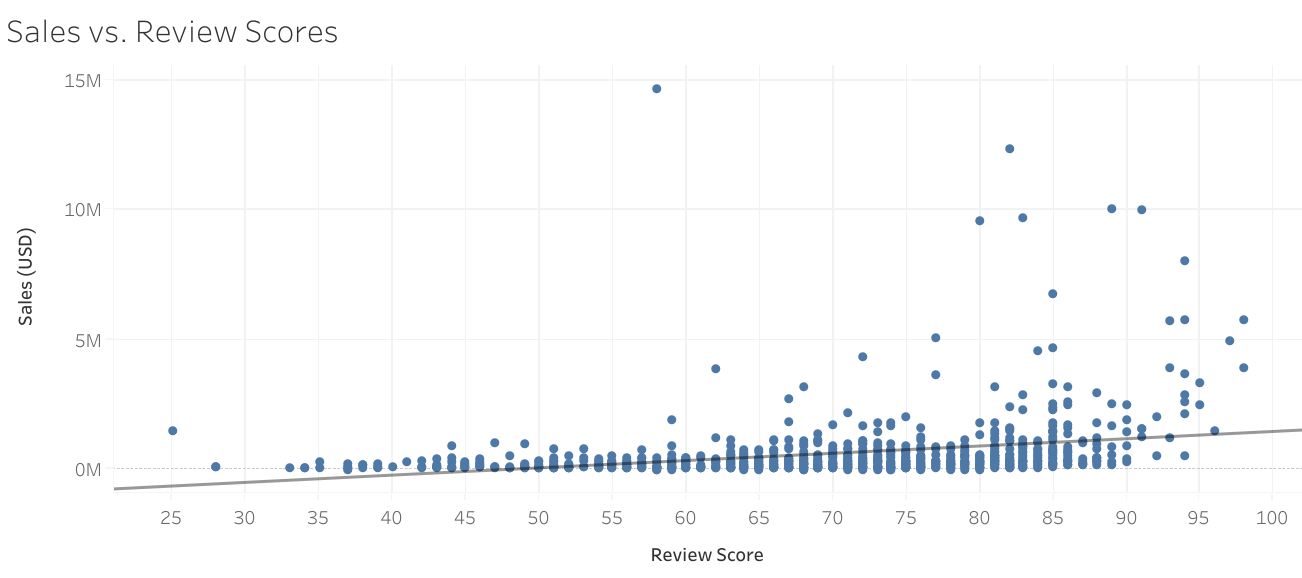 Sales vs. Review Scores
15M
10M
5M
0M
Sales (USD)
25 30 35 40 45 50 55 60 65 70 75 80 85 90 95 100
Review Score